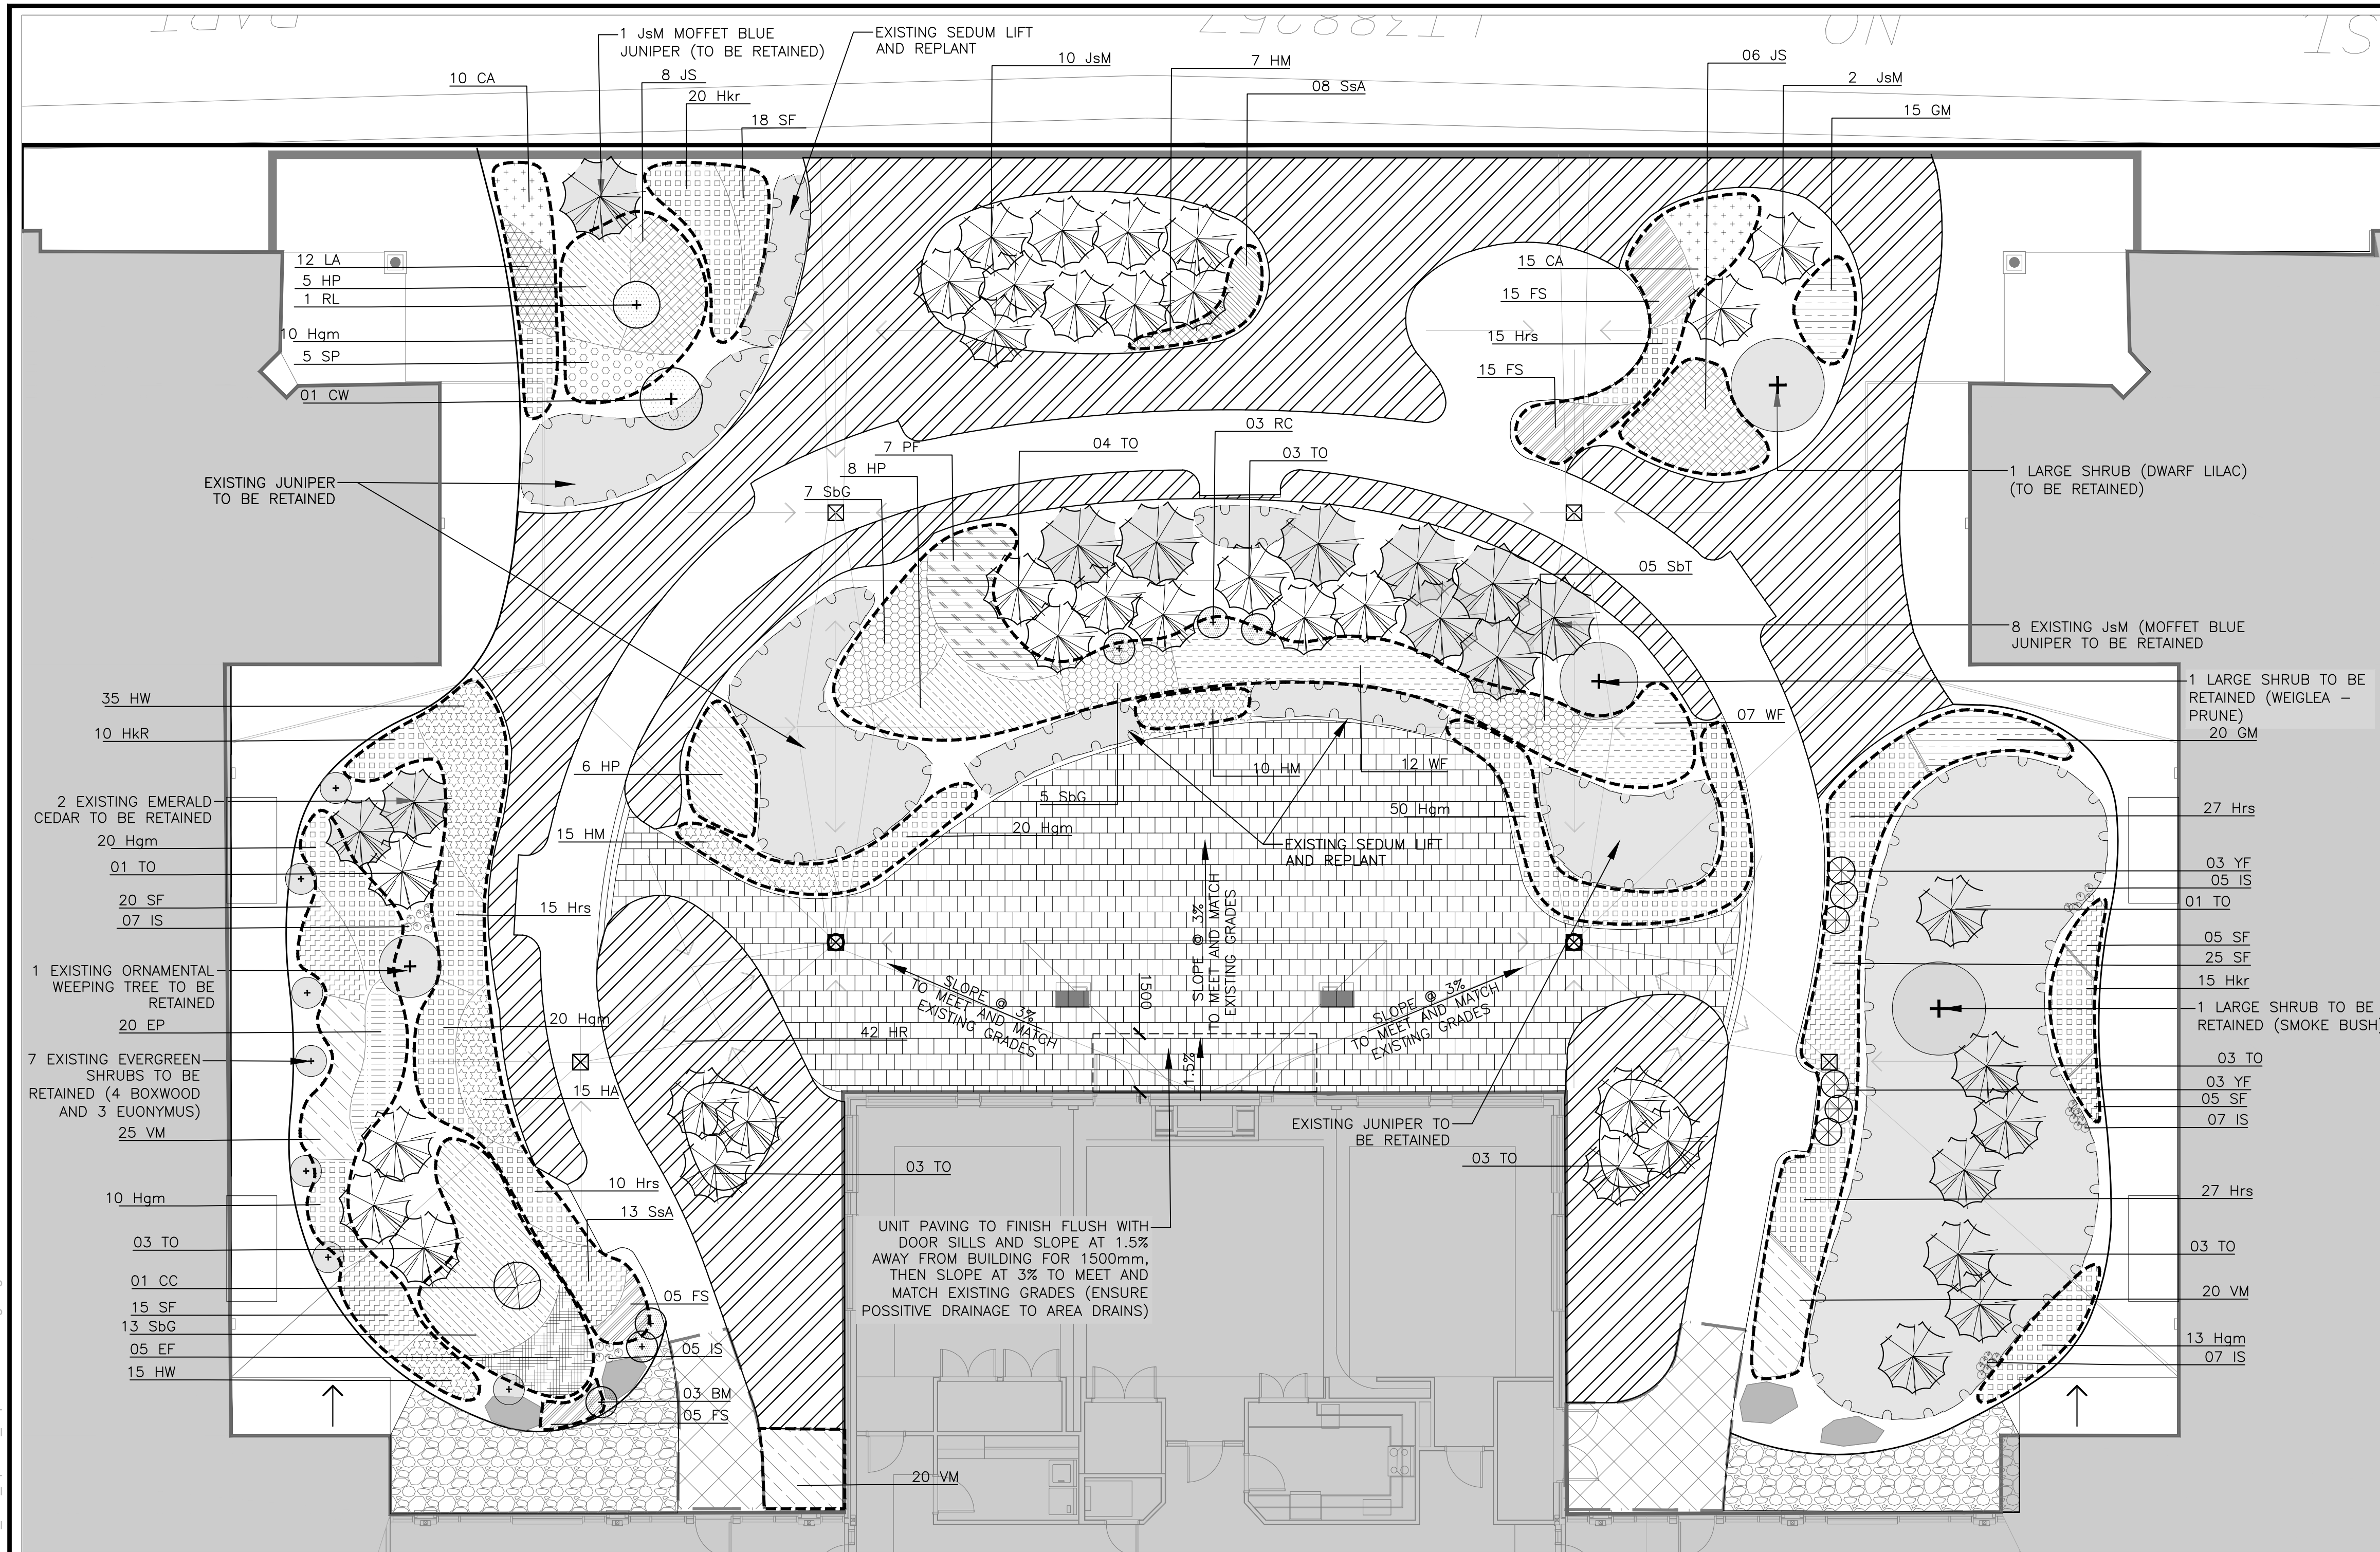 PART
LT388257
ON
1 JsM MOFFET BLUE
JUNIPER (TO BE RETAINED)
EXISTING SEDUM LIFT
AND REPLANT
10 CA
8 JS
20 Hkr
18 SF
10 JsM
7 HM
08 SsA
06 JS
2 JsM
15 GM
12 LA
5 HP
1 RL
10 Hgm
5 SP
01 CW
15 CA
15 FS
15 Hrs
15 FS
EXISTING JUNIPER
TO BE RETAINED
7 PF
8 HP
7 SbG
04 TO
03 RC
03 TO
05 SbT
1 LARGE SHRUB (DWARF LILAC)
(TO BE RETAINED)
8 EXISTING JsM (MOFFET BLUE
JUNIPER TO BE RETAINED
1 LARGE SHRUB TO BE
RETAINED (WEIGLEA –
PRUNE)
20 GM
07 WF
12 WF
10 HM
5 SbG
6 HP
15 HM
20 Hgm
50 Hgm
EXISTING SEDUM LIFT
AND REPLANT
35 HW
10 HkR
2 EXISTING EMERALD
CEDAR TO BE RETAINED
20 Hgm
01 TO
20 SF
07 IS
1 EXISTING ORNAMENTAL
WEEPING TREE TO BE
RETAINED
20 EP
7 EXISTING EVERGREEN
SHRUBS TO BE
RETAINED (4 BOXWOOD
AND 3 EUONYMUS)
25 VM
10 Hgm
03 TO
01 CC
15 SF
13 SbG
05 EF
15 HW
15 Hrs
20 Hgm
15 HA
10 Hrs
13 SsA
05 FS
05 IS
03 BM
05 FS
42 HR
03 TO
20 VM
SLOPE @ 3%
TO MEET AND MATCH
EXISTING GRADES
1500
SLOPE @ 3%
TO MEET AND MATCH
EXISTING GRADES
1.5%
SLOPE @ 3%
TO MEET AND MATCH
EXISTING GRADES
UNIT PAVING TO FINISH FLUSH WITH
DOOR SILLS AND SLOPE AT 1.5%
AWAY FROM BUILDING FOR 1500mm,
THEN SLOPE AT 3% TO MEET AND
MATCH EXISTING GRADES (ENSURE
POSSITIVE DRAINAGE TO AREA DRAINS)
EXISTING JUNIPER TO
BE RETAINED
03 TO
27 Hrs
03 YF
05 IS
01 TO
05 SF
25 SF
15 Hkr
1 LARGE SHRUB TO BE
RETAINED (SMOKE BUSH)
03 TO
03 YF
05 SF
07 IS
27 Hrs
03 TO
20 VM
13 Hgm
07 IS